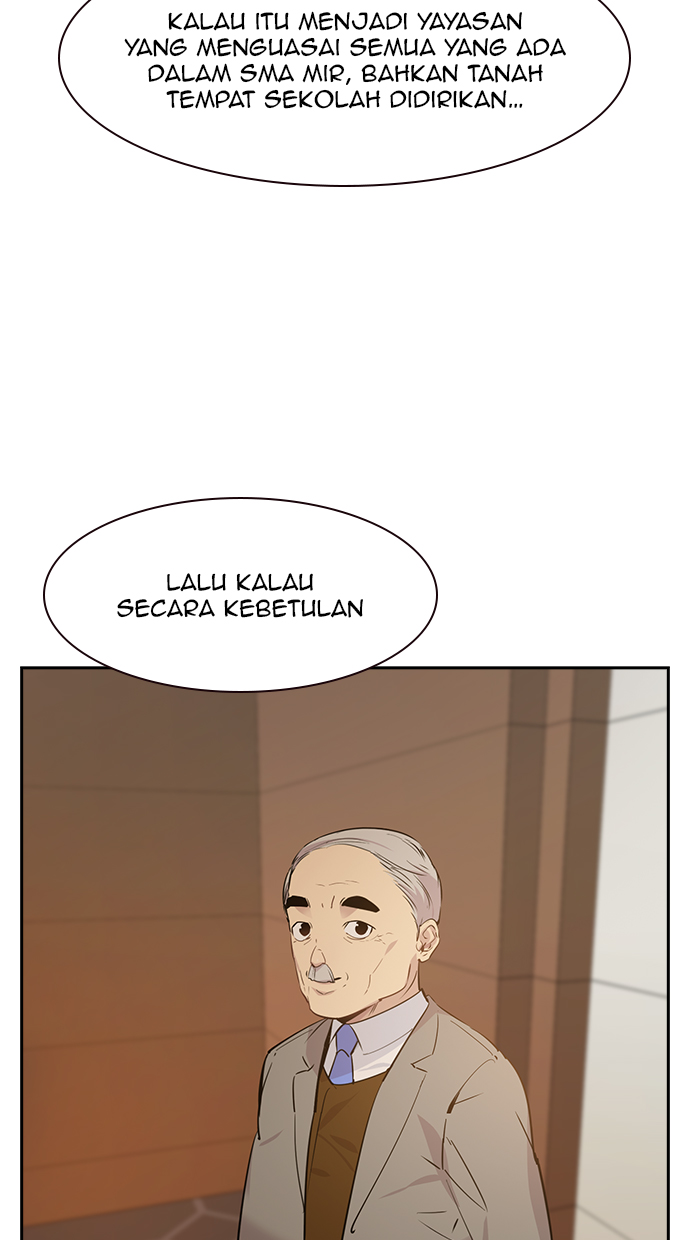 KALAU ITU MENJADI YAYASAN
YANG MENGUASAI SEMUA YANG ADA
DALAM SMA MIR, BAHKAN TANAH
TEMPAT SEKOLAH DIDIRIKAN...
LALU KALAU
SECARA KEBETULAN